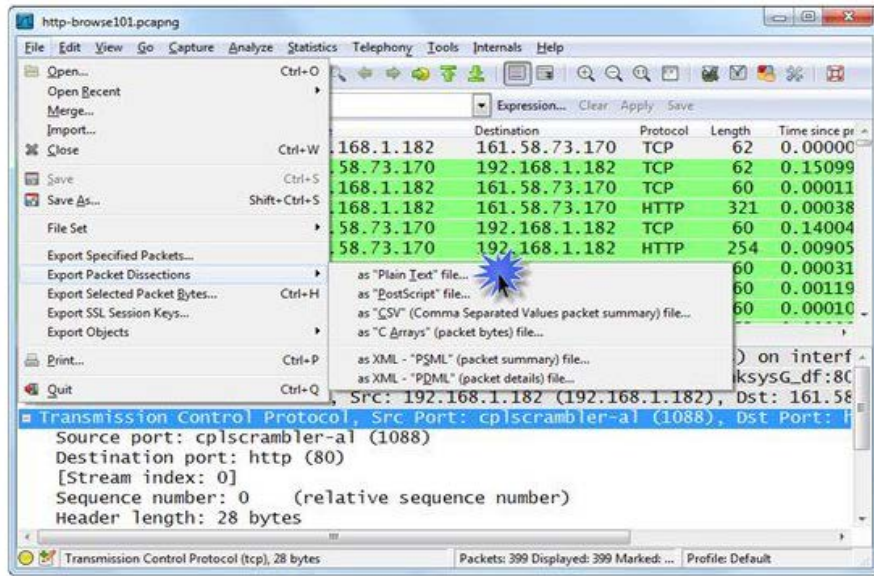 http-browse101.pcapng
File Edit View Go Capture Analyze Statistics Telephony Tools Internals Help
Open... Ctrl+O
Open Recent
Merge...
Import...
Close Ctrl+W
Save Ctrl+S
Save As... Shift+Ctrl+S
File Set
Export Specified Packets...
Export Packet Dissections
Export Selected Packet Bytes... Ctrl+H
Export SSL Session Keys...
Export Objects
Print... Ctrl+P
Quit Ctrl+Q
as "Plain Text" file...
as "PostScript" file...
as "CSV" (Comma Separated Values packet summary) file...
as "C Arrays" (packet bytes) file...
as XML - "PSML" (packet summary) file...
as XML - "PDML" (packet details) file...
Expression... Clear Apply Save
Destination Protocol Length Time since pr
.168.1.182 161.58.73.170 TCP 62 0.00000
.58.73.170 192.168.1.182 TCP 62 0.15099
.168.1.182 161.58.73.170 TCP 60 0.00011
.168.1.182 161.58.73.170 HTTP 321 0.00038
.58.73.170 192.168.1.182 TCP 60 0.14004
.58.73.170 192.168.1.182 HTTP 254 0.00905
60 0.00031
60 0.00119
60 0.00010
) on interf
ksysG_df:80
, Src: 192.168.1.182 (192.168.1.182), Dst: 161.58
Transmission Control Protocol, Src Port: cplscrambler-al (1088), Dst Port: h
Source port: cplscrambler-al (1088)
Destination port: http (80)
[Stream index: 0]
Sequence number: 0 (relative sequence number)
Header length: 28 bytes
Transmission Control Protocol (tcp), 28 bytes
Packets: 399 Displayed: 399 Marked: ...
Profile: Default